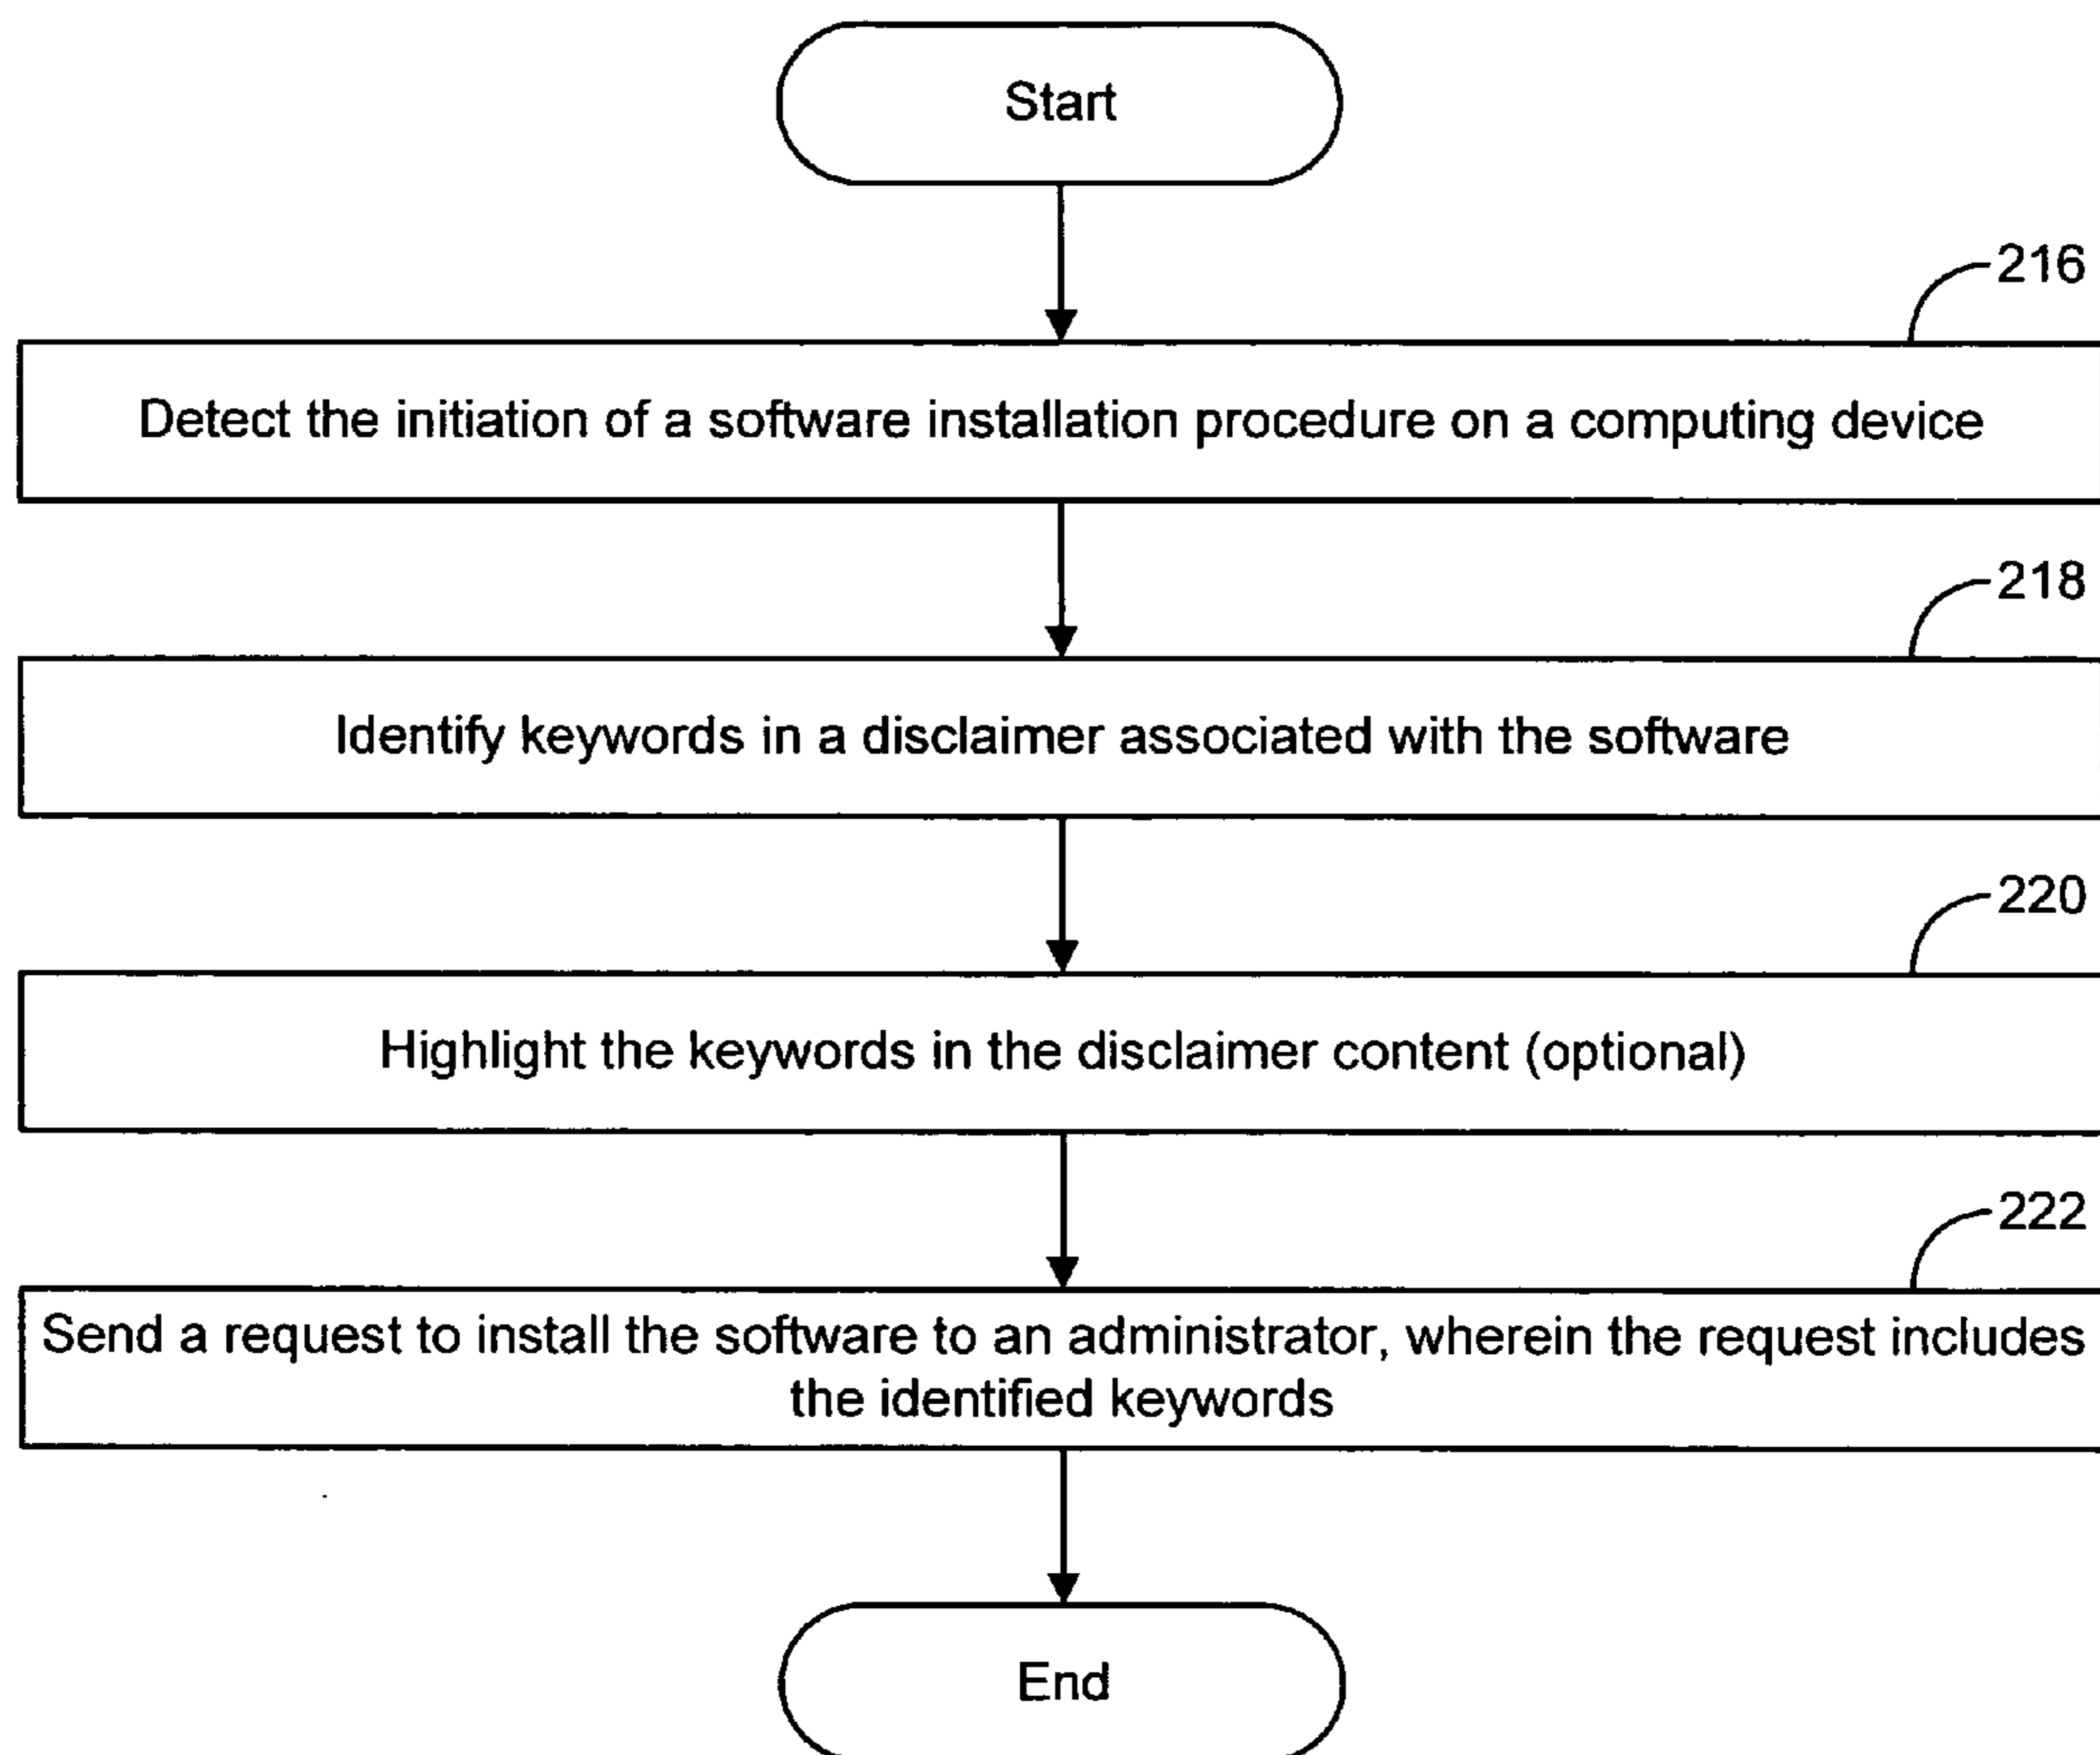 Start
216
Detect the initiation of a software installation procedure on a computing device
218
Identify keywords in a disclaimer associated with the software
220
Highlight the keywords in the disclaimer content (optional)
222
Send a request to install the software to an administrator, wherein the request includes
the identified keywords
End